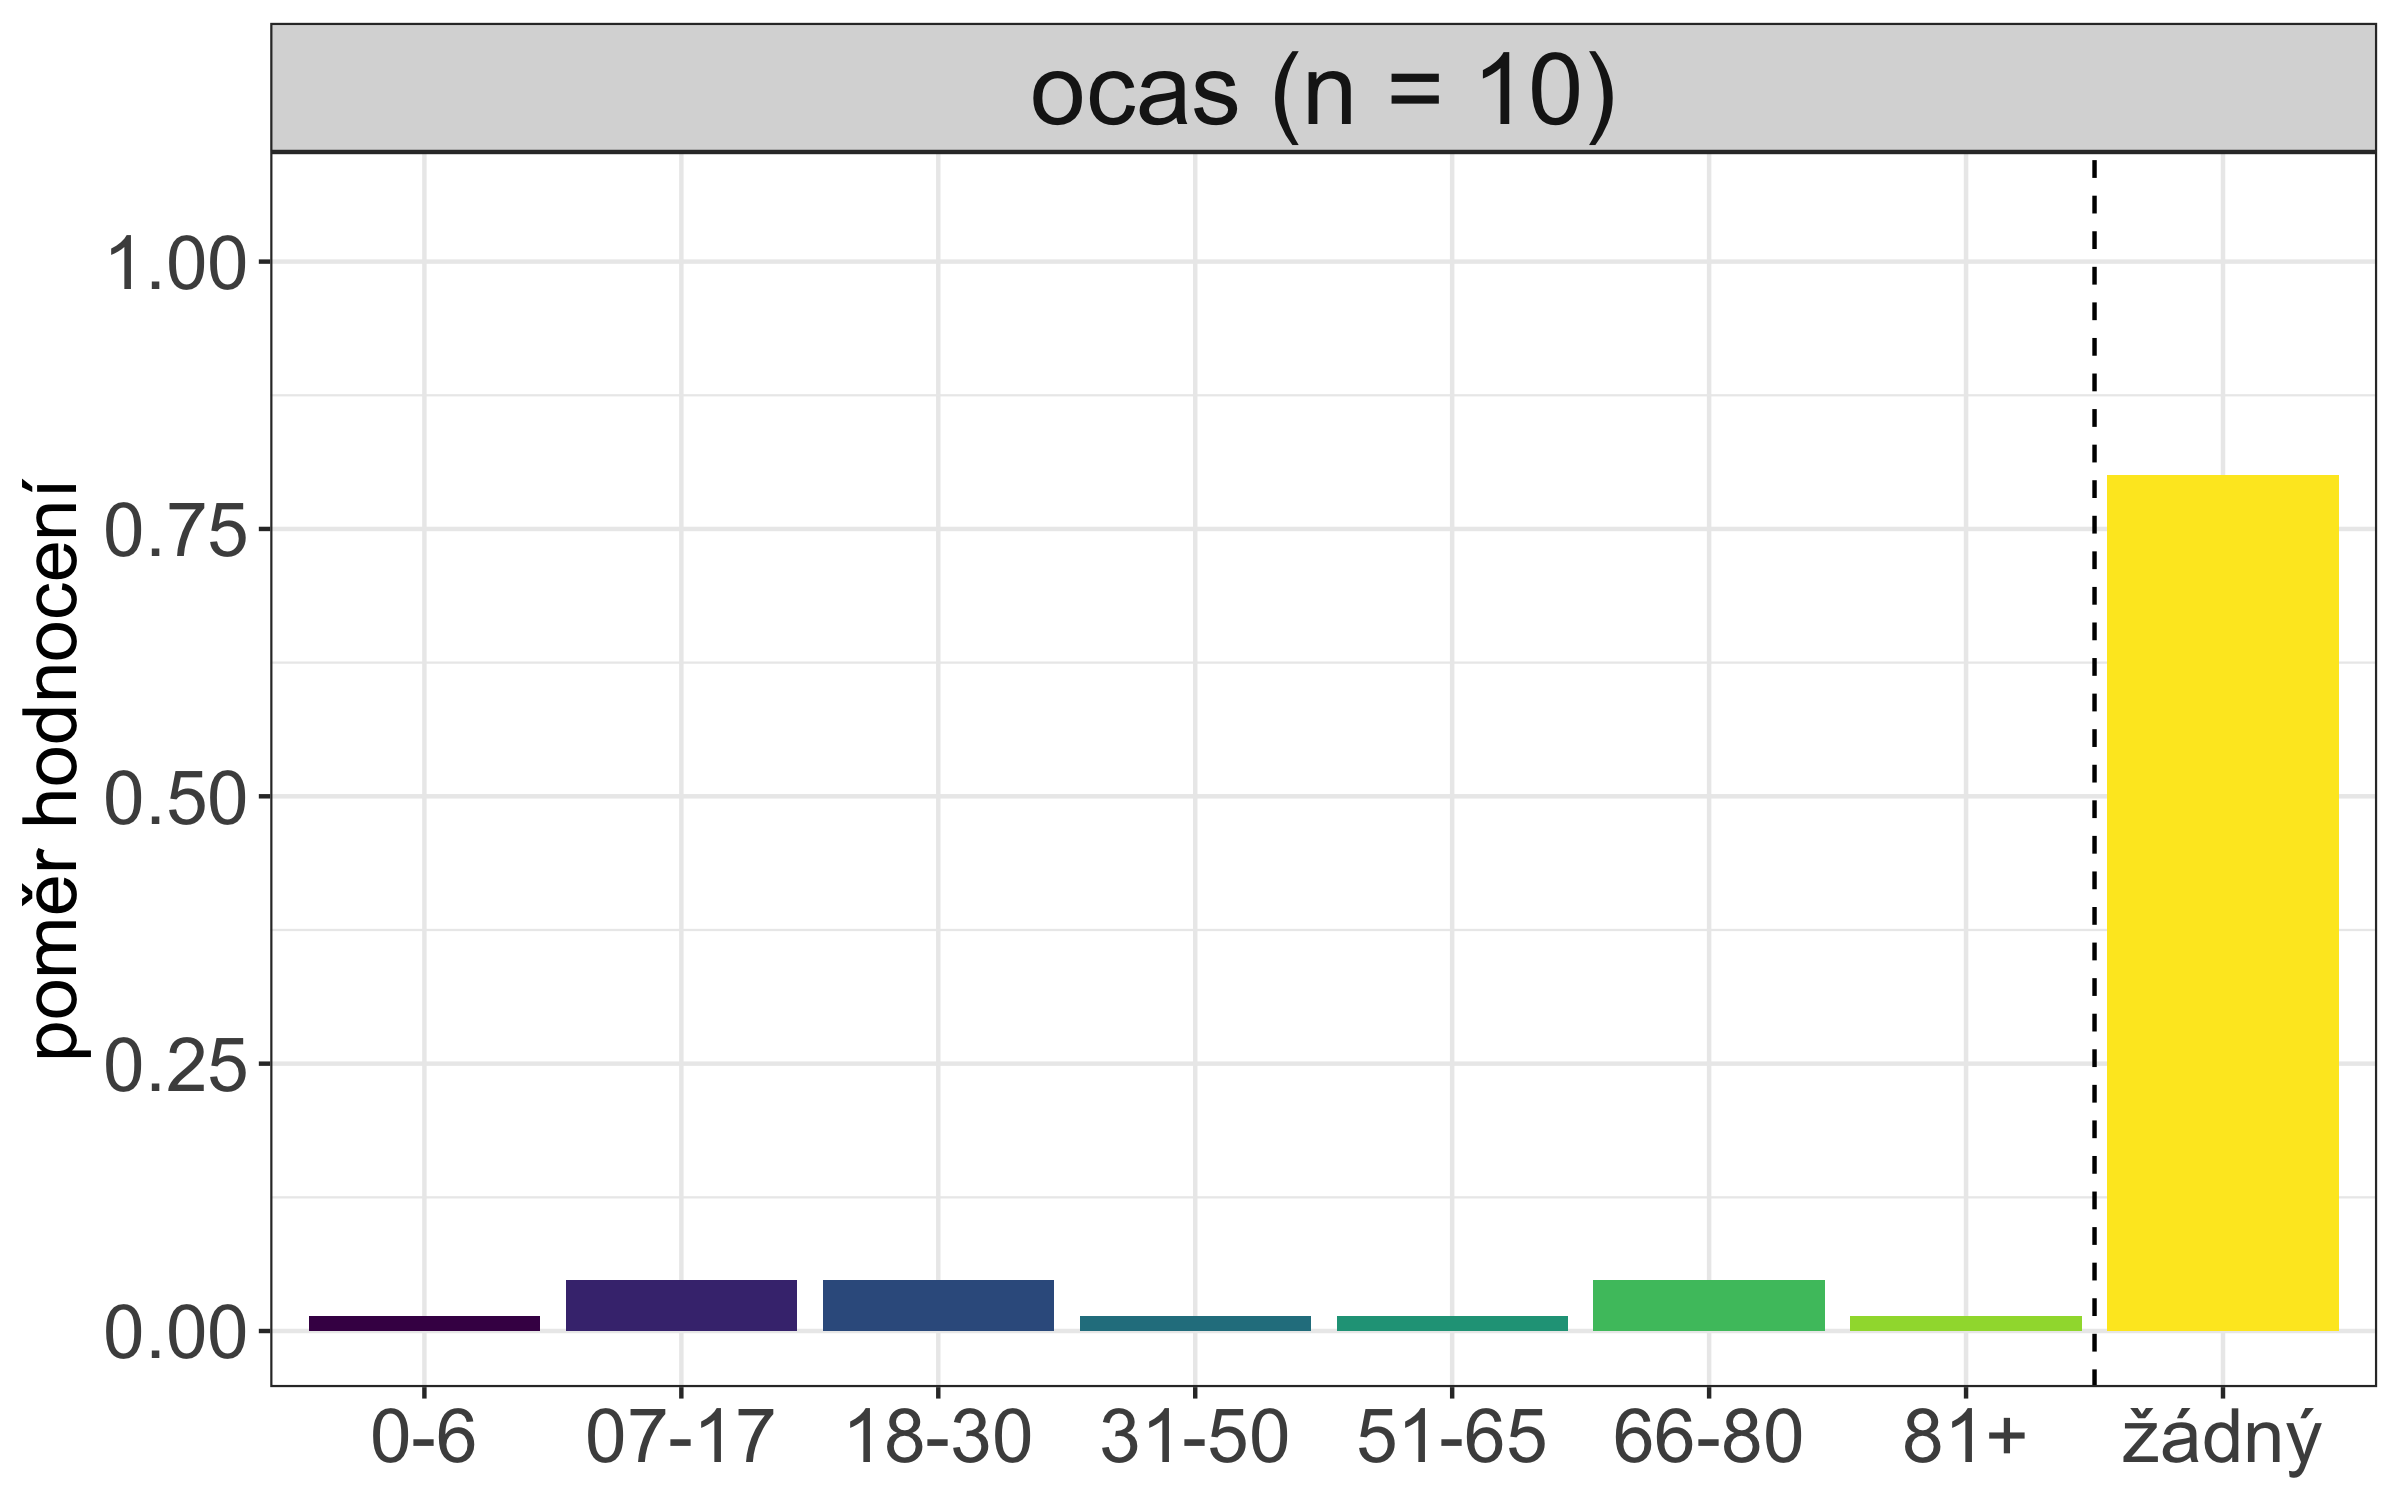 ocas (n = 10)
poměr hodnocení
1.00
0.75
0.50
0.25
0.00
0-6 07-17 18-30 31-50 51-65 66-80 81+ žádný